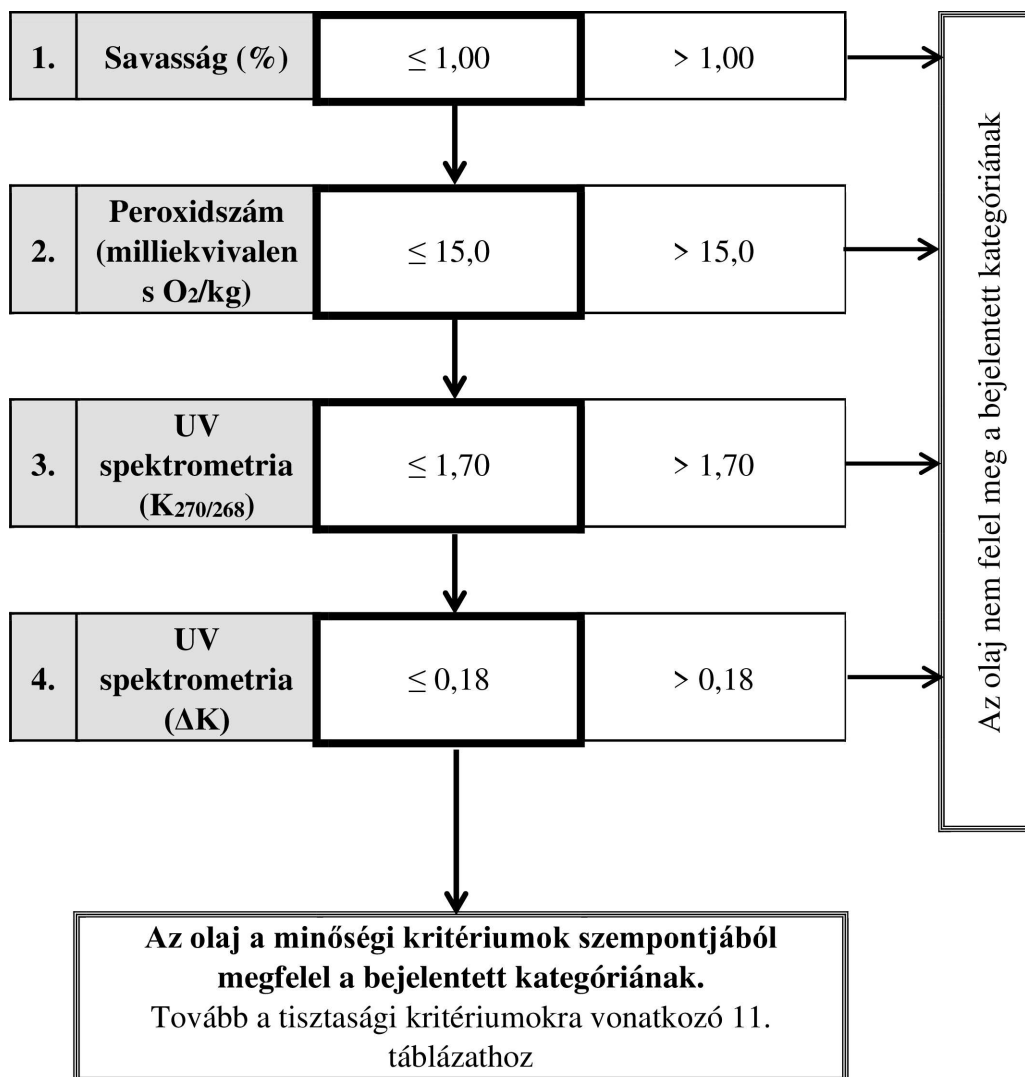 1. Savasság (%) ≤ 1,00 > 1,00
2. Peroxidszám
(milliekvivalen
s O₂/kg) ≤ 15,0 > 15,0
3. UV
spektrometria
(K₂₇₀/₂₆₈) ≤ 1,70 > 1,70
4. UV
spektrometria
(ΔK) ≤ 0,18 > 0,18
Az olaj nem felel meg a bejelentett kategóriának
Az olaj a minőségi kritériumok szempontjából
megfelel a bejelentett kategóriának.
Tovább a tisztasági kritériumokra vonatkozó 11.
táblázathoz